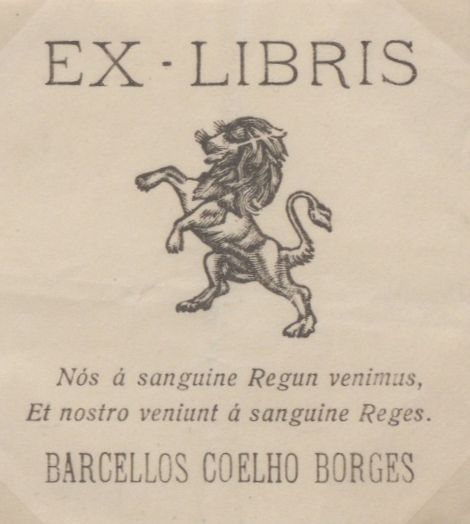 EX-LIBRIS
Nós á sanguine Regun venimus,
Et nostro veniunt á sanguine Reges.
BARCELLOS COELHO BORGES